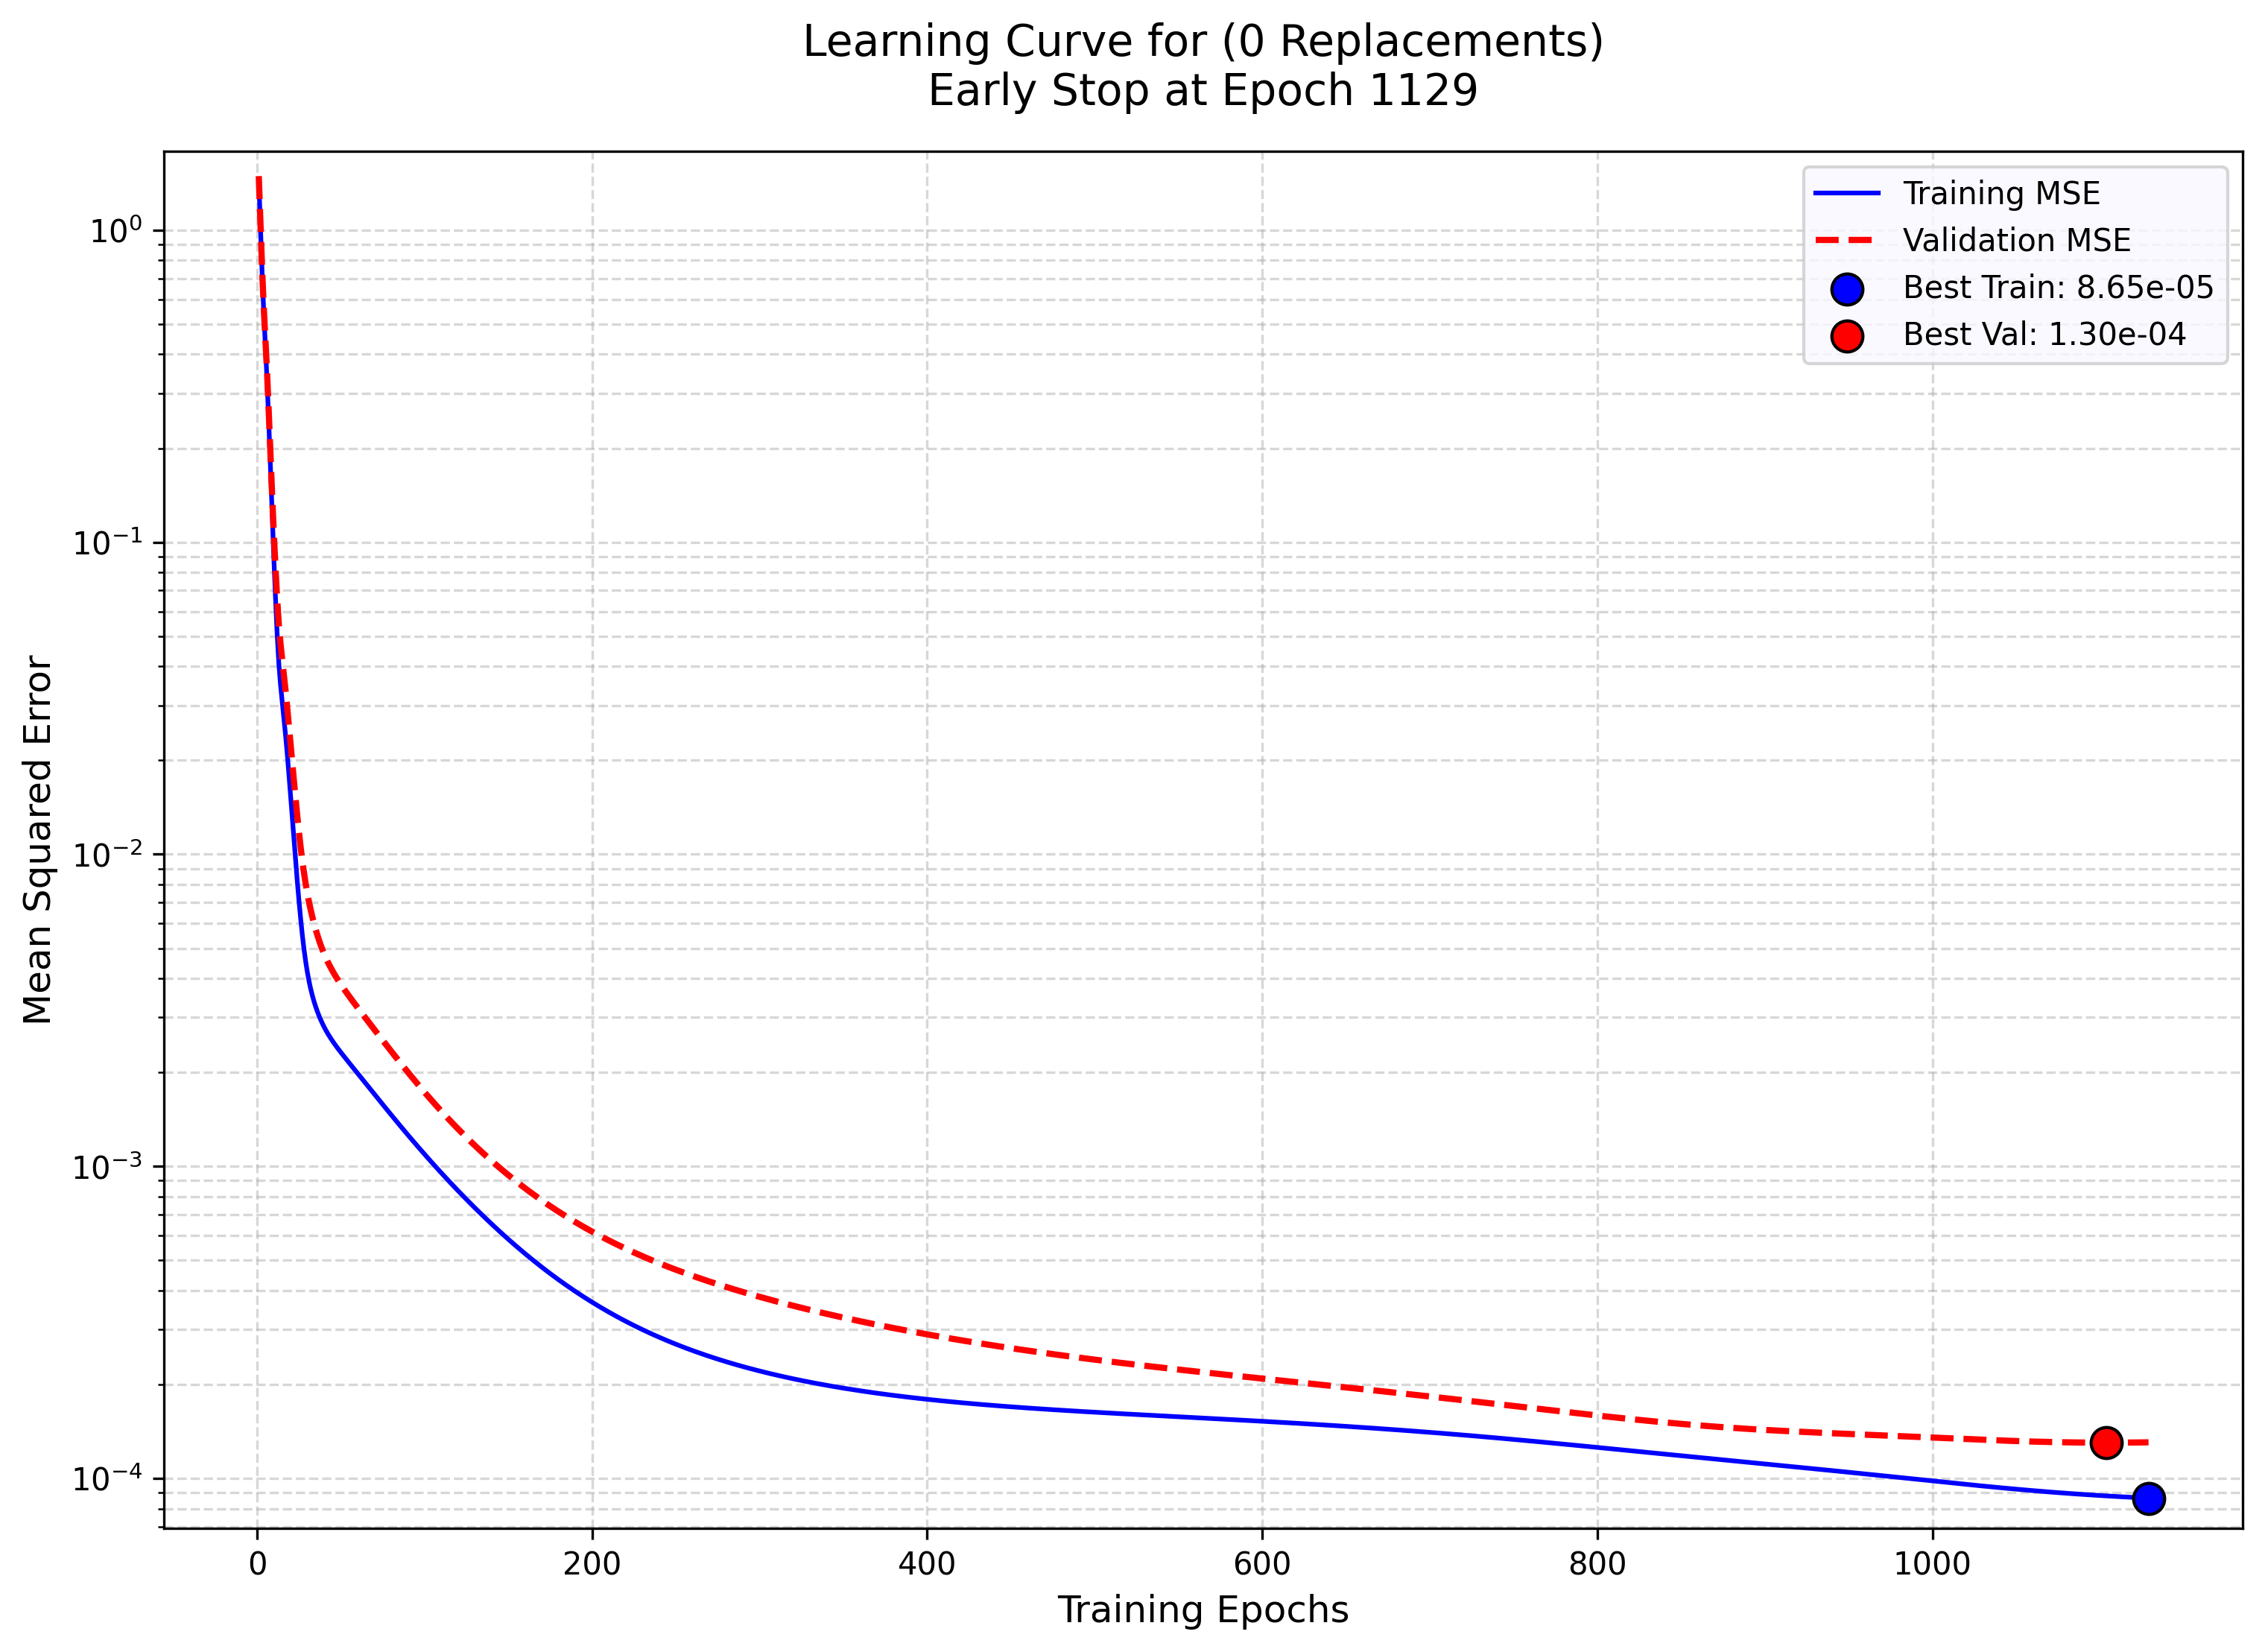 Learning Curve for (0 Replacements)
Early Stop at Epoch 1129
Training MSE
Validation MSE
Best Train: 8.65e-05
Best Val: 1.30e-04
Mean Squared Error
10⁰
10⁻¹
10⁻²
10⁻³
10⁻⁴
0 200 400 600 800 1000
Training Epochs